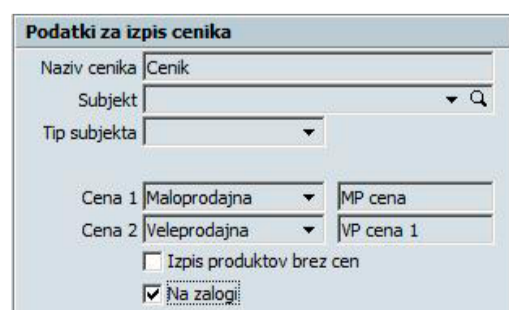 Podatki za izpis cenika
Naziv cenika Cenik
Subjekt
Tip subjekta
Cena 1 Maloprodajna MP cena
Cena 2 Veleprodajna VP cena 1
Izpis produktov brez cen
Na zalogi